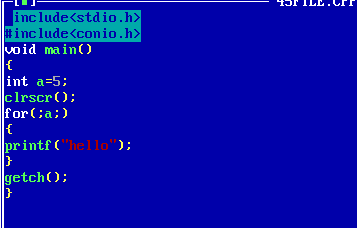 45FILE.CPP
include<stdio.h>
#include<conio.h>
void main()
{
int a=5;
clrscr();
for(;a;)
{
printf("hello");
}
getch();
}